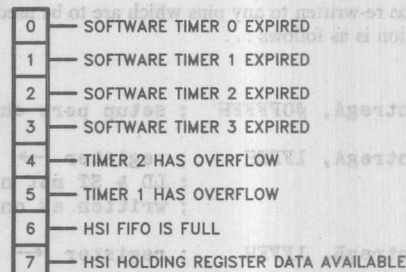 0 SOFTWARE TIMER 0 EXPIRED
1 SOFTWARE TIMER 1 EXPIRED
2 SOFTWARE TIMER 2 EXPIRED
3 SOFTWARE TIMER 3 EXPIRED
4 TIMER 2 HAS OVERFLOW
5 TIMER 1 HAS OVERFLOW
6 HSI FIFO IS FULL
7 HSI HOLDING REGISTER DATA AVAILABLE